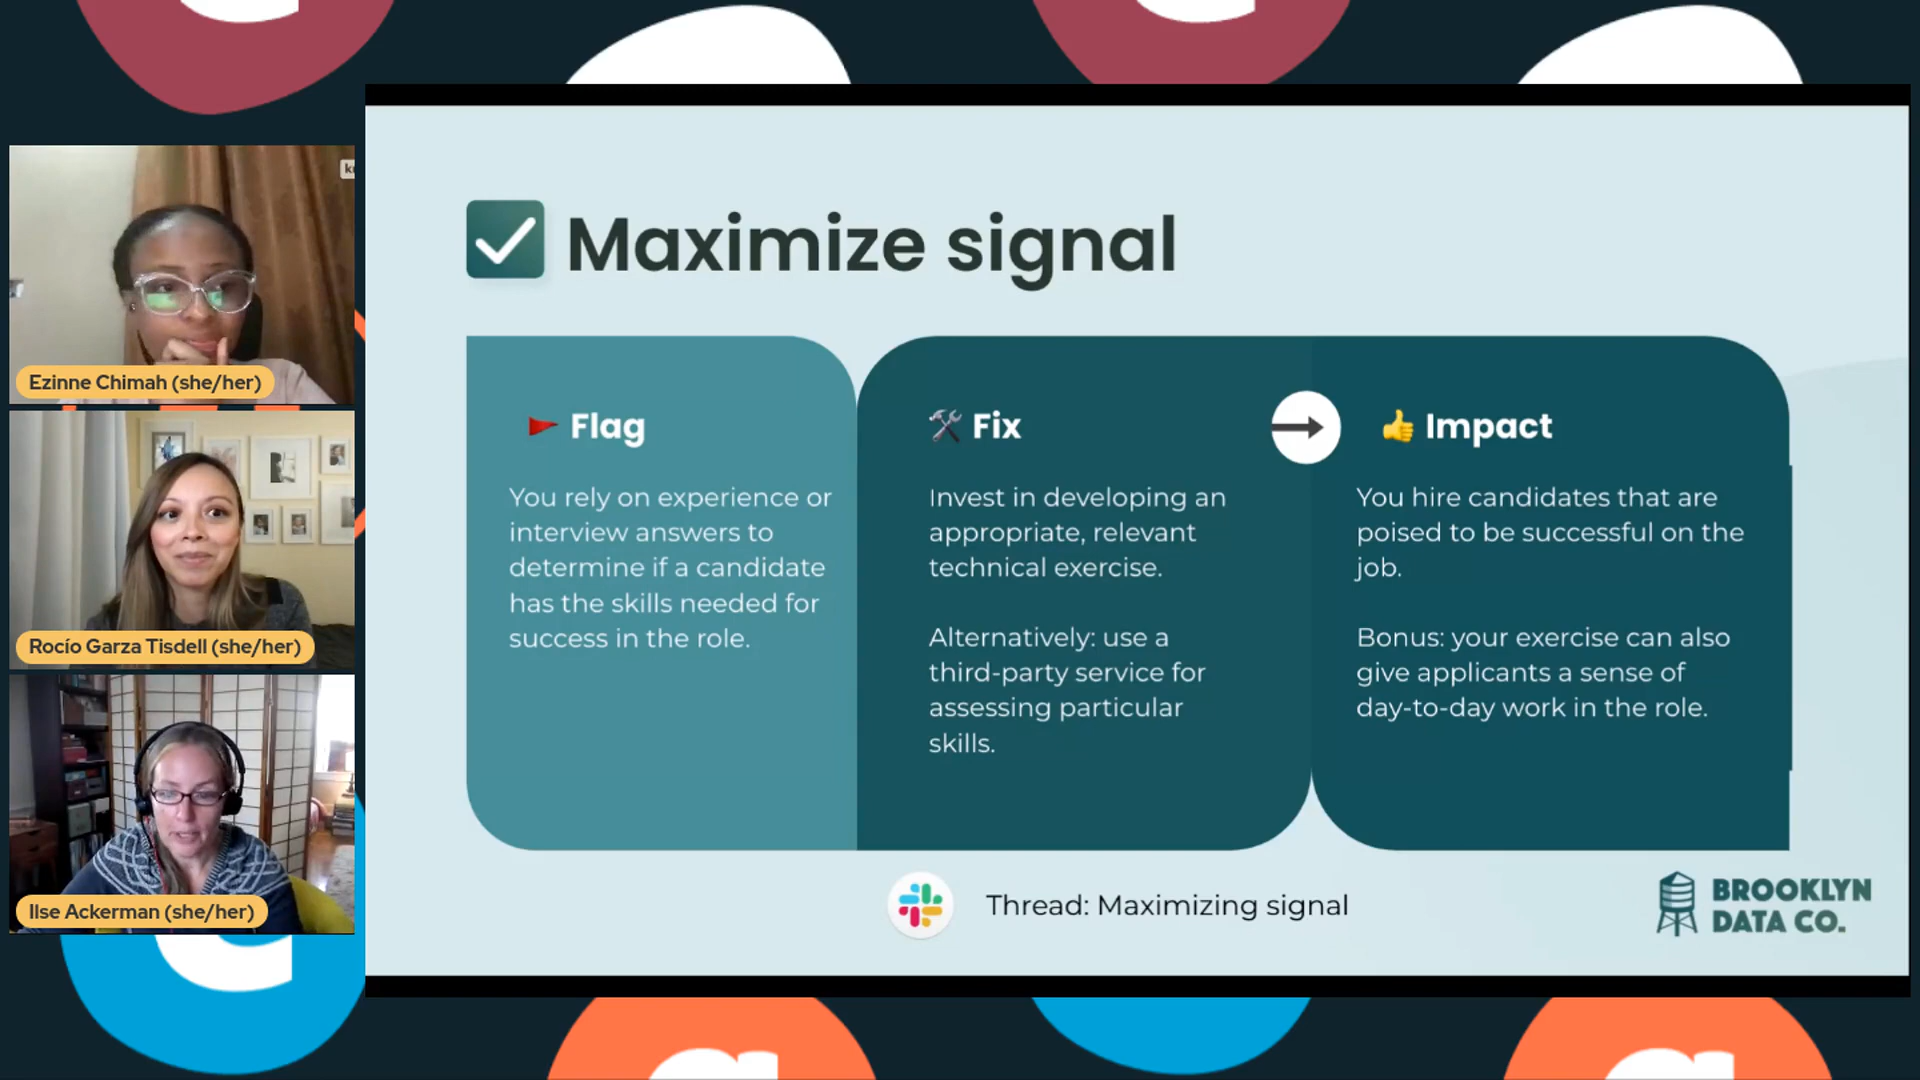 Maximize signal
Flag
You rely on experience or
interview answers to
determine if a candidate
has the skills needed for
success in the role.
Fix
Invest in developing an
appropriate, relevant
technical exercise.
Alternatively: use a
third-party service for
assessing particular
skills.
Impact
You hire candidates that are
poised to be successful on the
job.
Bonus: your exercise can also
give applicants a sense of
day-to-day work in the role.
Thread: Maximizing signal
BROOKLYN
DATA CO.
Ezinne Chimah (she/her)
Rocío Garza Tisdell (she/her)
Ilse Ackerman (she/her)